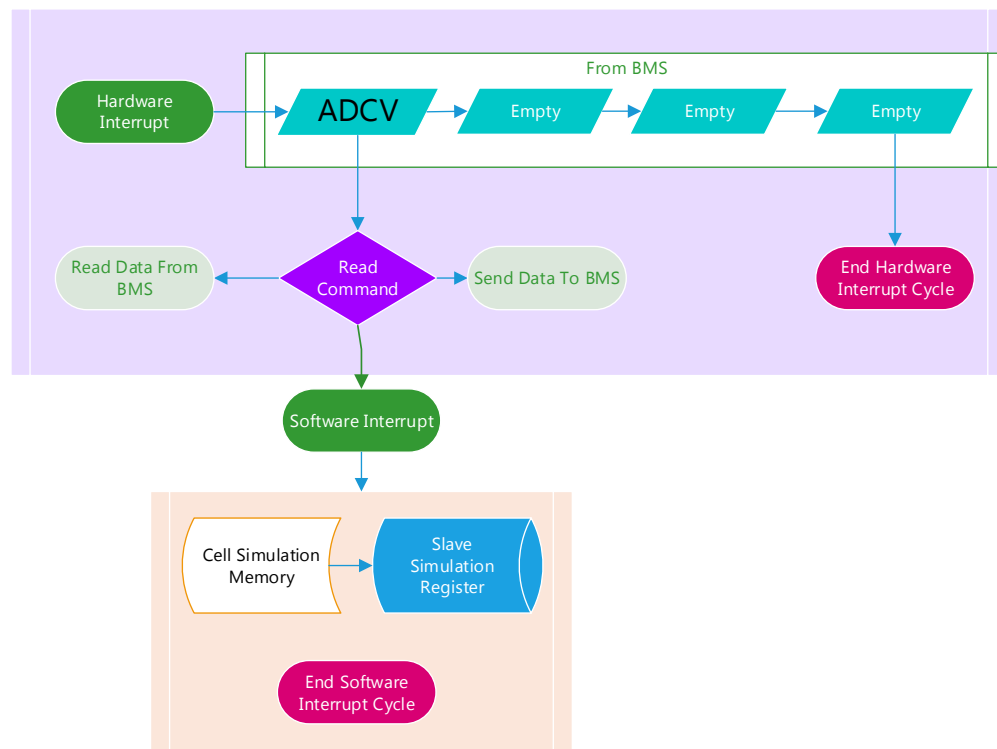 From BMS
Hardware
Interrupt
ADCV
Empty
Empty
Empty
Read Data From
BMS
Read
Command
Send Data To BMS
End Hardware
Interrupt Cycle
Software Interrupt
Cell Simulation
Memory
Slave
Simulation
Register
End Software
Interrupt Cycle